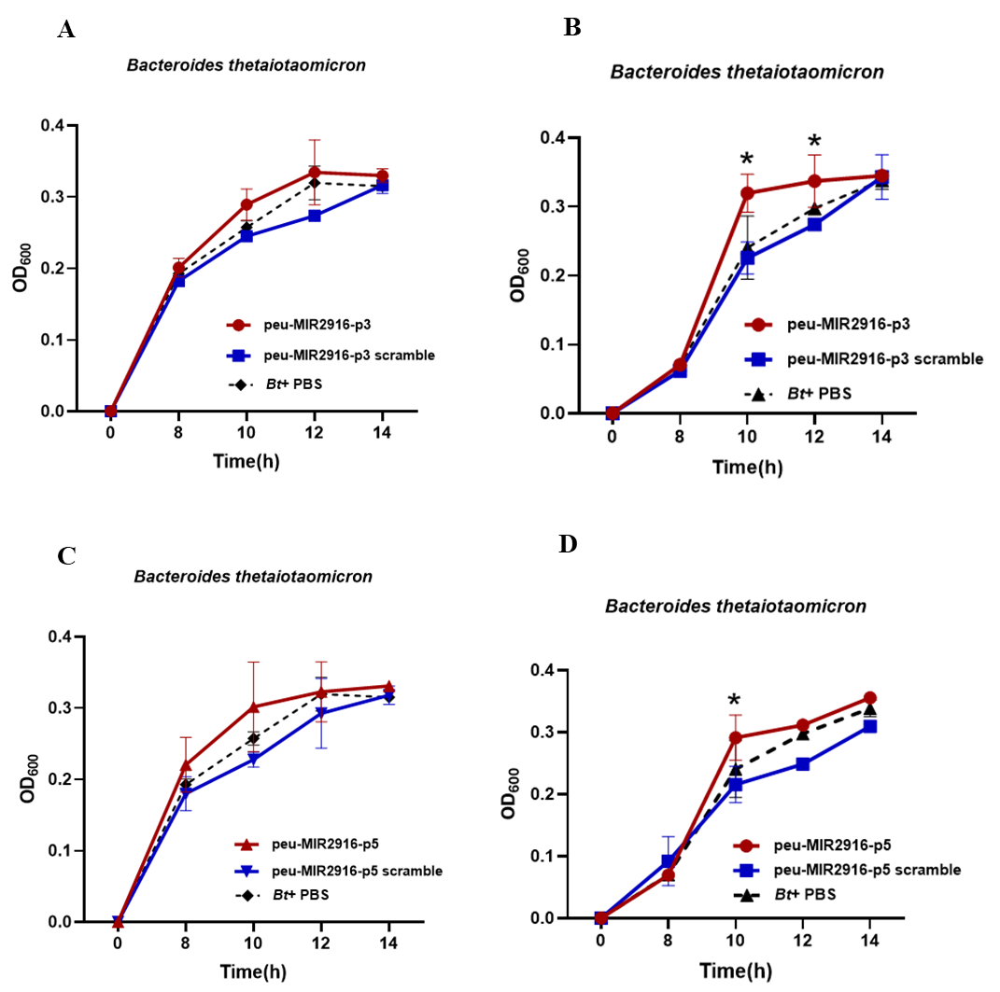 A
Bacteroides thetaiotaomicron
0.4
0.3
0.2
0.1
0.0
OD600
peu-MIR2916-p3
peu-MIR2916-p3 scramble
Bt+ PBS
0 8 10 12 14
Time(h)
B
Bacteroides thetaiotaomicron
0.4
0.3
0.2
0.1
0.0
OD600
* *
peu-MIR2916-p3
peu-MIR2916-p3 scramble
Bt+ PBS
0 8 10 12 14
Time(h)
C
Bacteroides thetaiotaomicron
0.4
0.3
0.2
0.1
0.0
OD600
peu-MIR2916-p5
peu-MIR2916-p5 scramble
Bt+ PBS
0 8 10 12 14
Time(h)
D
Bacteroides thetaiotaomicron
0.4
0.3
0.2
0.1
0.0
OD600
*
peu-MIR2916-p5
peu-MIR2916-p5 scramble
Bt+ PBS
0 8 10 12 14
Time(h)